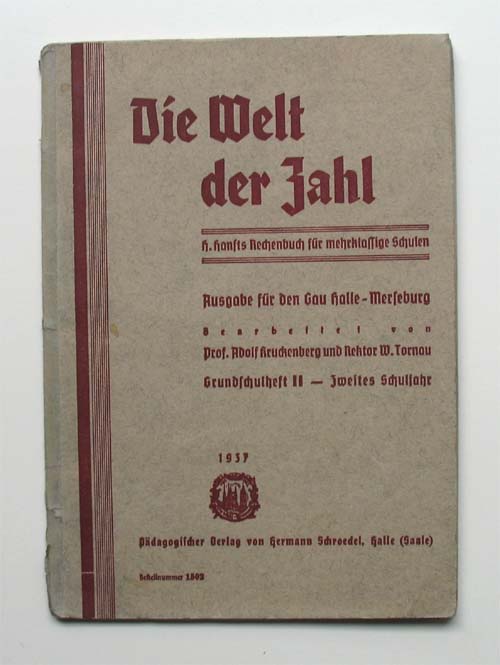 Die Welt
der Zahl
H. Honfts Rechenbuch für mehrklassige Schulen
Ausgabe für den Gau Halle-Merseburg
Bearbeitet von
Prof. Adolf Kruckenberg und Rektor W. Tornau
Grundschulheft II — Zweites Schuljahr
1937
Pädagogischer Verlag von Hermann Schroedel, Halle (Saale)
Bestellnummer 1502